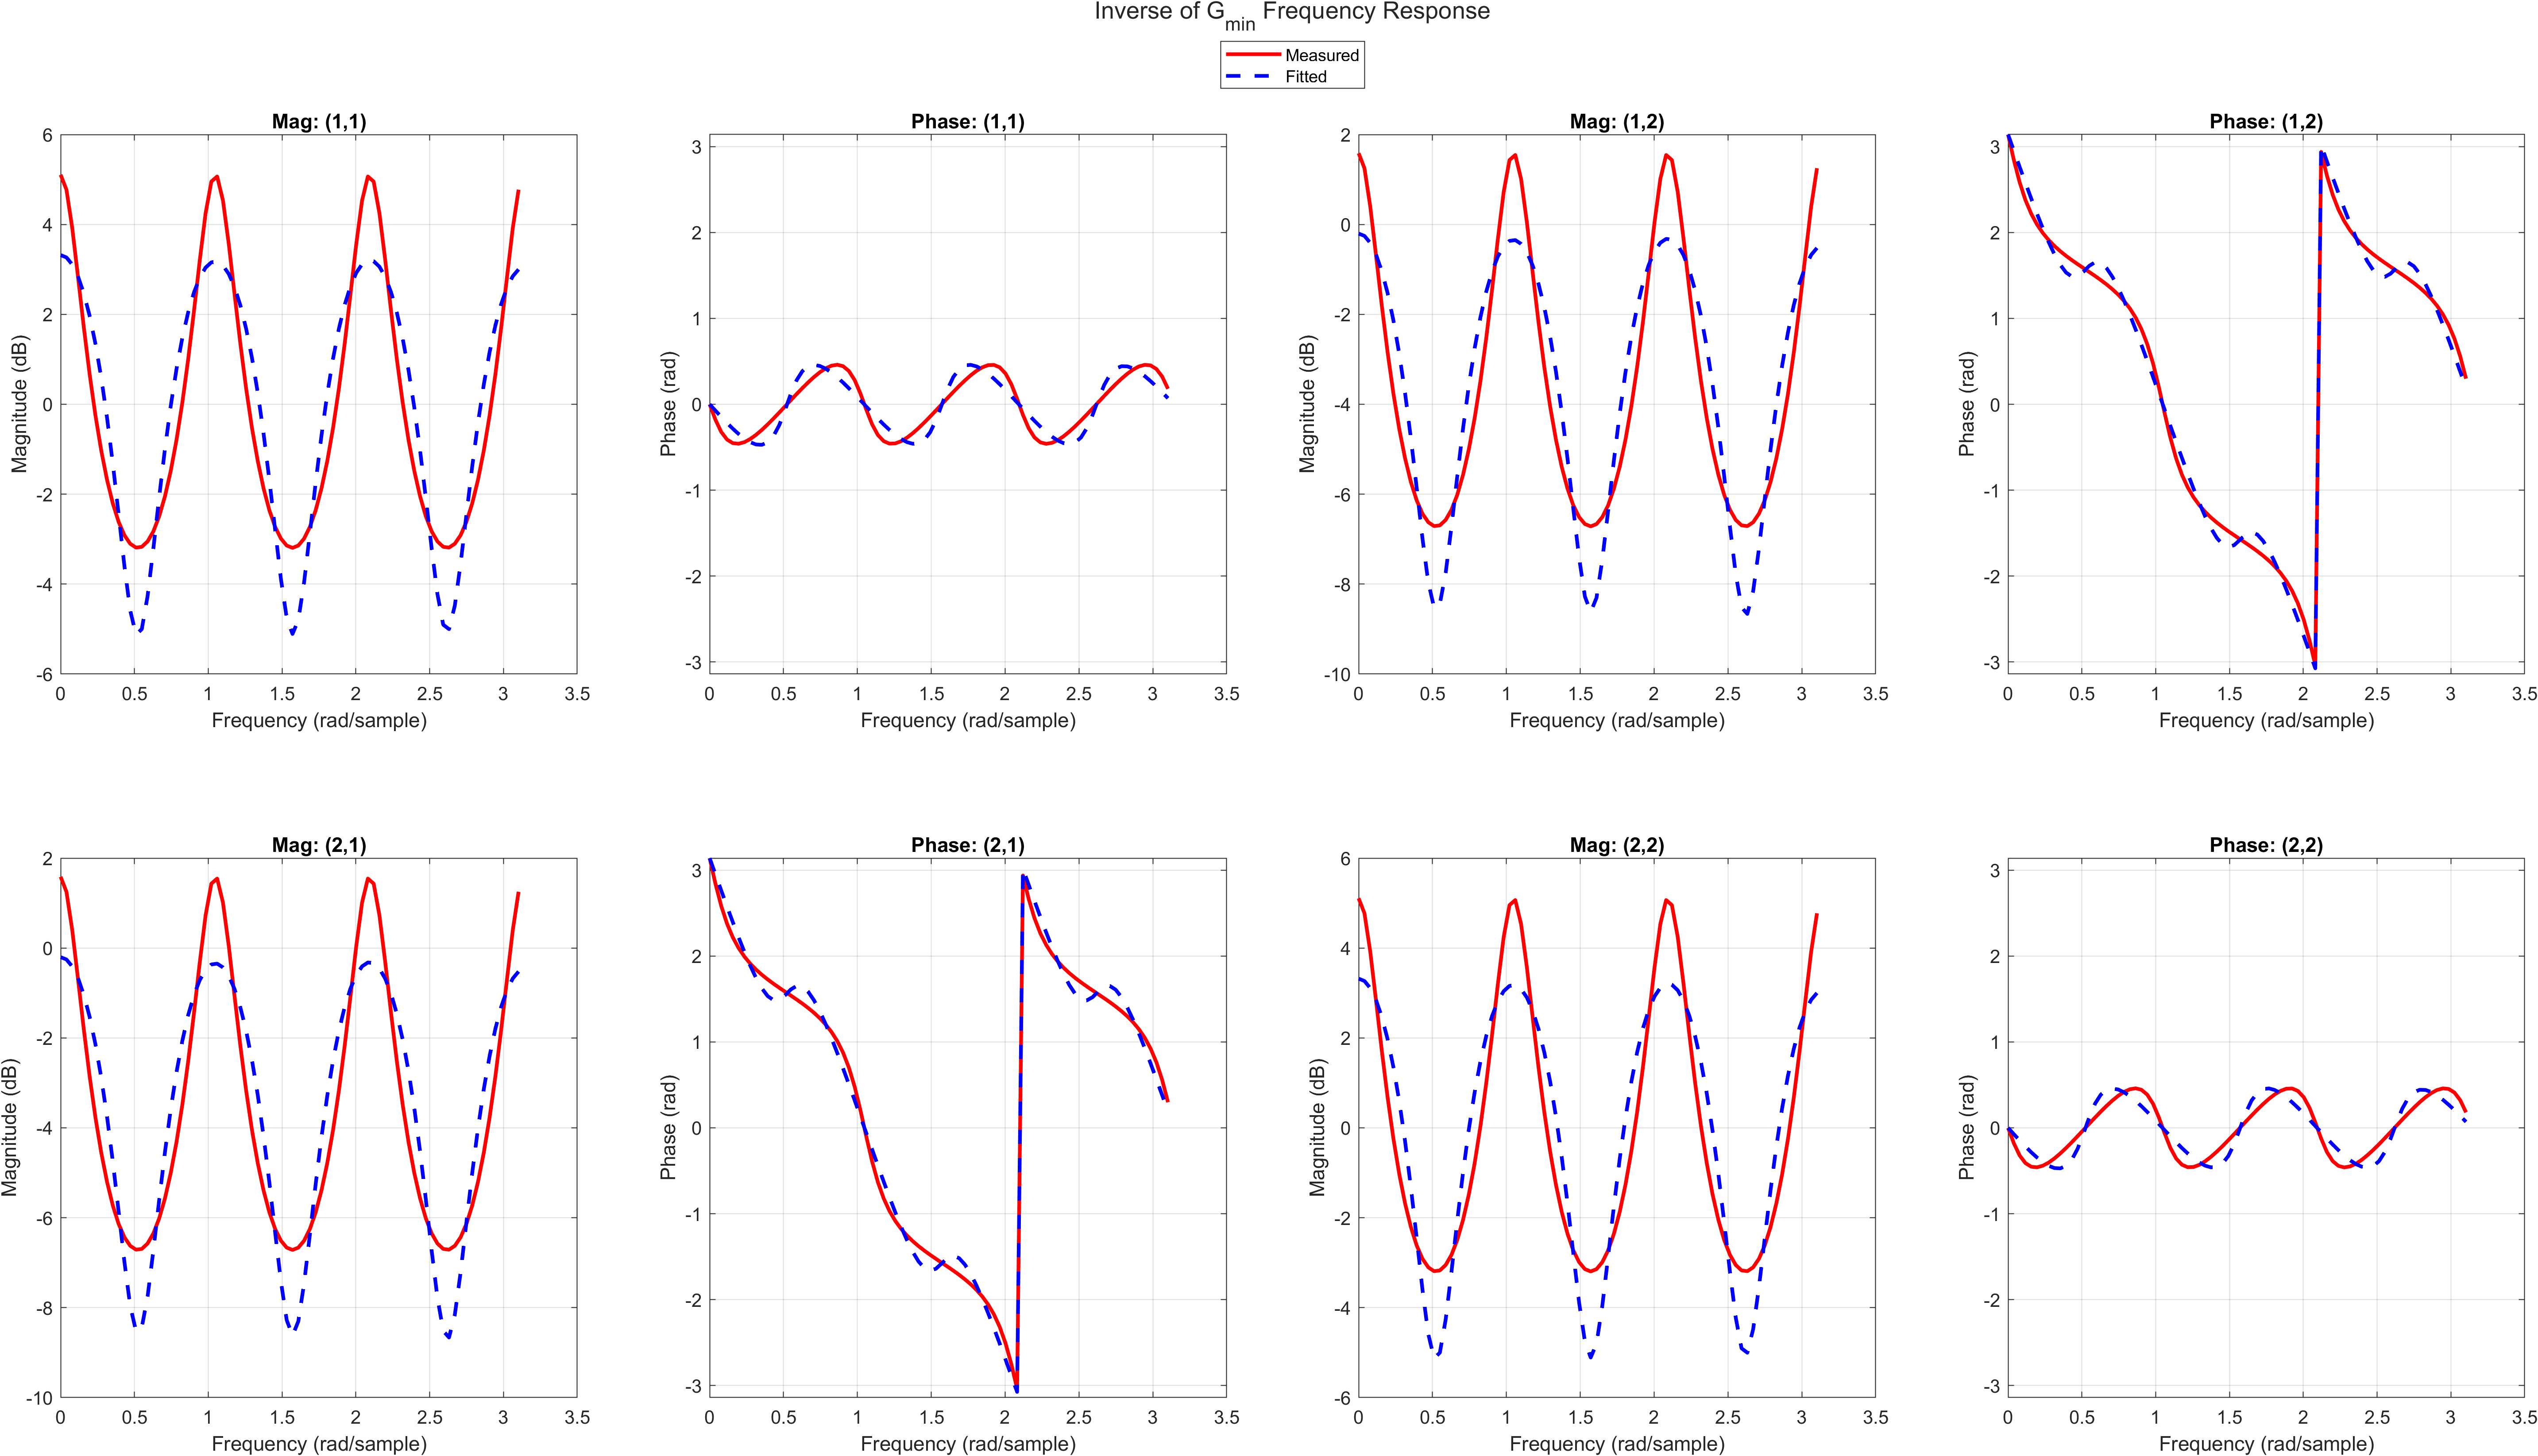 Inverse of Gmin Frequency Response
Measured
Fitted
Mag: (1,1)
6
4
2
0
-2
-4
-6
Magnitude (dB)
0 0.5 1 1.5 2 2.5 3 3.5
Frequency (rad/sample)
Phase: (1,1)
3
2
1
0
-1
-2
-3
Phase (rad)
0 0.5 1 1.5 2 2.5 3 3.5
Frequency (rad/sample)
Mag: (1,2)
2
0
-2
-4
-6
-8
-10
Magnitude (dB)
0 0.5 1 1.5 2 2.5 3 3.5
Frequency (rad/sample)
Phase: (1,2)
3
2
1
0
-1
-2
-3
Phase (rad)
0 0.5 1 1.5 2 2.5 3 3.5
Frequency (rad/sample)
Mag: (2,1)
2
0
-2
-4
-6
-8
-10
Magnitude (dB)
0 0.5 1 1.5 2 2.5 3 3.5
Frequency (rad/sample)
Phase: (2,1)
3
2
1
0
-1
-2
-3
Phase (rad)
0 0.5 1 1.5 2 2.5 3 3.5
Frequency (rad/sample)
Mag: (2,2)
6
4
2
0
-2
-4
-6
Magnitude (dB)
0 0.5 1 1.5 2 2.5 3 3.5
Frequency (rad/sample)
Phase: (2,2)
3
2
1
0
-1
-2
-3
Phase (rad)
0 0.5 1 1.5 2 2.5 3 3.5
Frequency (rad/sample)